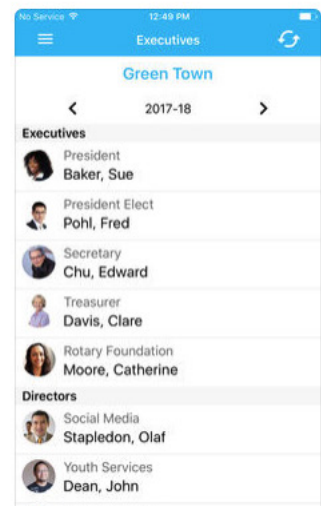 No Service 12:49 PM
Executives
Green Town
2017-18
Executives
President
Baker, Sue
President Elect
Pohl, Fred
Secretary
Chu, Edward
Treasurer
Davis, Clare
Rotary Foundation
Moore, Catherine
Directors
Social Media
Stapledon, Olaf
Youth Services
Dean, John